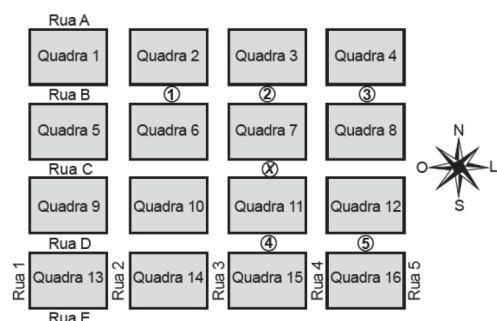 Rua A
Quadra 1 Quadra 2 Quadra 3 Quadra 4
Rua B 1 2 3
Quadra 5 Quadra 6 Quadra 7 Quadra 8
N
O L
S
Rua C X
Quadra 9 Quadra 10 Quadra 11 Quadra 12
Rua D 4 5
Rua 1 Quadra 13 Rua 2 Quadra 14 Rua 3 Quadra 15 Rua 4 Quadra 16 Rua 5
Rua E